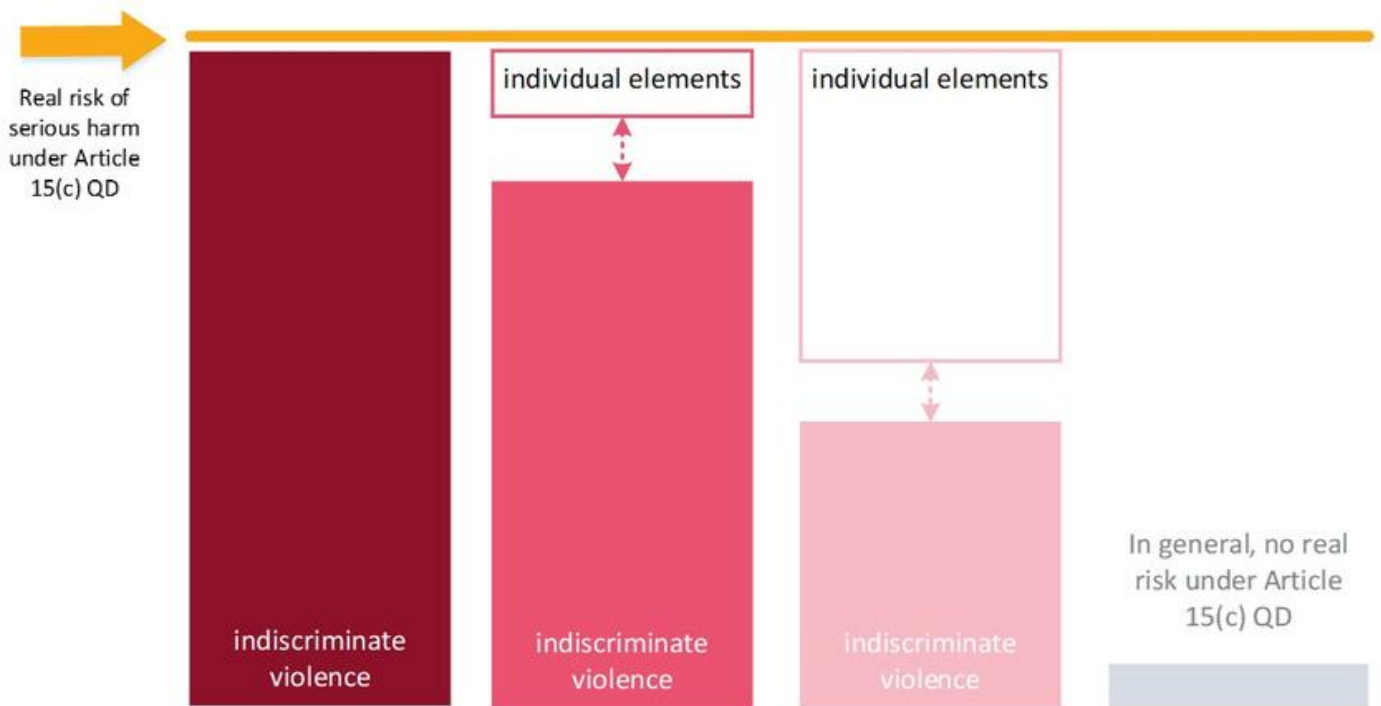 Real risk of
serious harm
under Article
15(c) QD
individual elements
individual elements
indiscriminate
violence
indiscriminate
violence
indiscriminate
violence
In general, no real
risk under Article
15(c) QD